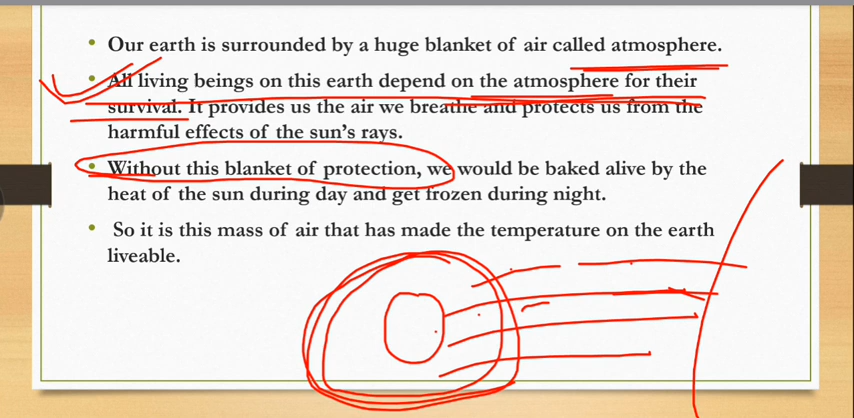 • Our earth is surrounded by a huge blanket of air called atmosphere.
• All living beings on this earth depend on the atmosphere for their
survival. It provides us the air we breathe and protects us from the
harmful effects of the sun's rays.
• Without this blanket of protection, we would be baked alive by the
heat of the sun during day and get frozen during night.
• So it is this mass of air that has made the temperature on the earth
liveable.